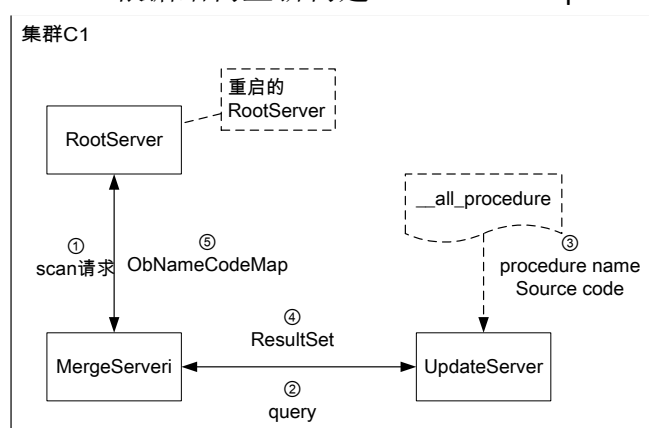 集群C1
重启的
RootServer
RootServer
__all_procedure
①
scan请求
⑤
ObNameCodeMap
③
procedure name
Source code
④
ResultSet
MergeServeri
UpdateServer
②
query